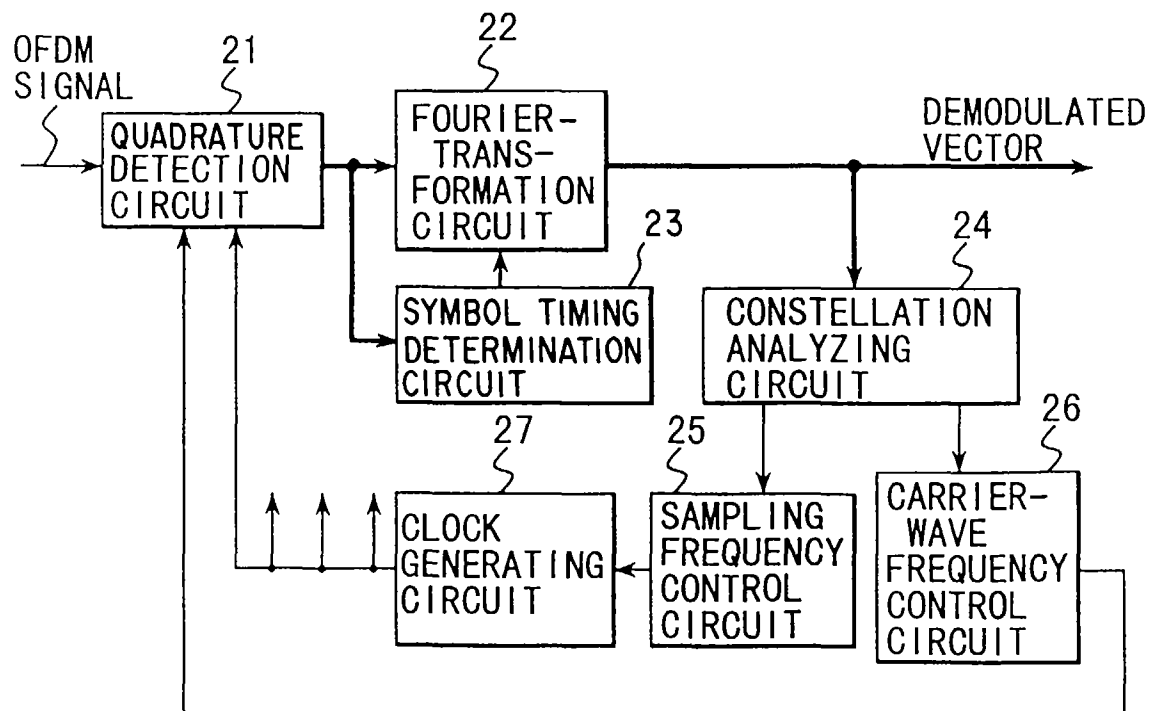 OFDM
SIGNAL
21
QUADRATURE
DETECTION
CIRCUIT
22
FOURIER-
TRANS-
FORMATION
CIRCUIT
DEMODULATED
VECTOR
23
SYMBOL TIMING
DETERMINATION
CIRCUIT
24
CONSTELLATION
ANALYZING
CIRCUIT
27
CLOCK
GENERATING
CIRCUIT
25
SAMPLING
FREQUENCY
CONTROL
CIRCUIT
26
CARRIER-
WAVE
FREQUENCY
CONTROL
CIRCUIT